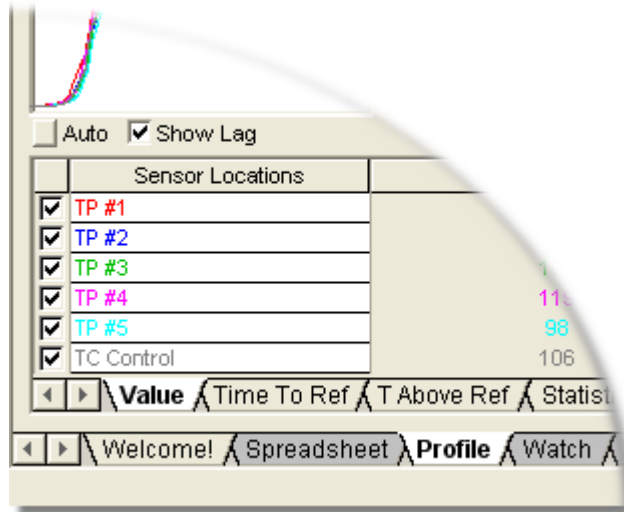 Auto Show Lag
Sensor Locations
TP #1
TP #2
TP #3
TP #4
TP #5 98
TC Control 106
Value Time To Ref T Above Ref
Welcome! Spreadsheet Profile Watch